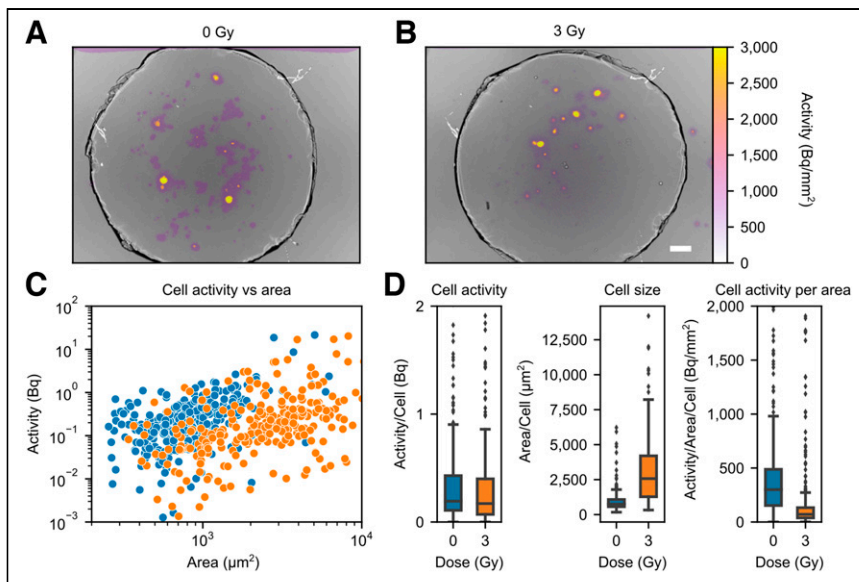 A
0 Gy
B
3 Gy
3,000
2,500
2,000
1,500
1,000
500
0
Activity (Bq/mm²)
C
Cell activity vs area
10²
10¹
10⁰
10⁻¹
10⁻²
10⁻³
Activity (Bq)
10³
10⁴
Area (µm²)
D
Cell activity
2
1
0
Activity/Cell (Bq)
0
3
Dose (Gy)
Cell size
12,500
10,000
7,500
5,000
2,500
0
Area/Cell (µm²)
0
3
Dose (Gy)
Cell activity per area
2,000
1,500
1,000
500
0
Activity/Area/Cell (Bq/mm²)
0
3
Dose (Gy)